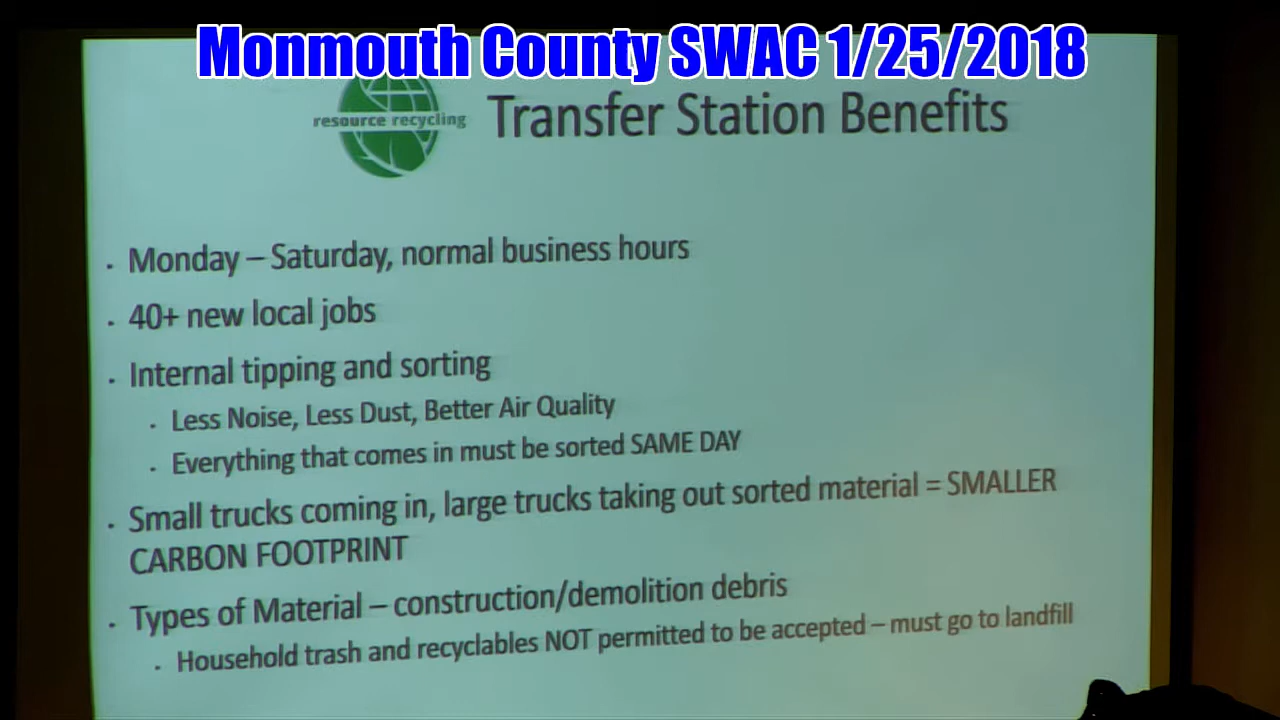 Monmouth County SWAC 1/25/2018
resource recycling
Transfer Station Benefits
· Monday – Saturday, normal business hours
· 40+ new local jobs
· Internal tipping and sorting
· Less Noise, Less Dust, Better Air Quality
· Everything that comes in must be sorted SAME DAY
· Small trucks coming in, large trucks taking out sorted material = SMALLER
CARBON FOOTPRINT
· Types of Material – construction/demolition debris
· Household trash and recyclables NOT permitted to be accepted – must go to landfill